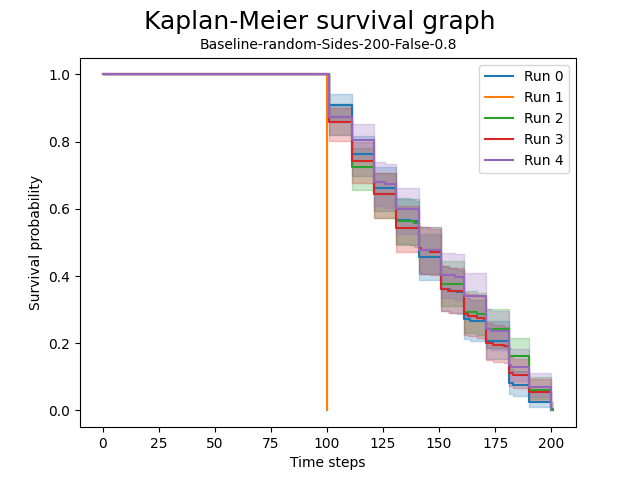 Kaplan-Meier survival graph
Baseline-random-Sides-200-False-0.8
Survival probability
1.0
0.8
0.6
0.4
0.2
0.0
Run 0
Run 1
Run 2
Run 3
Run 4
0 25 50 75 100 125 150 175 200
Time steps